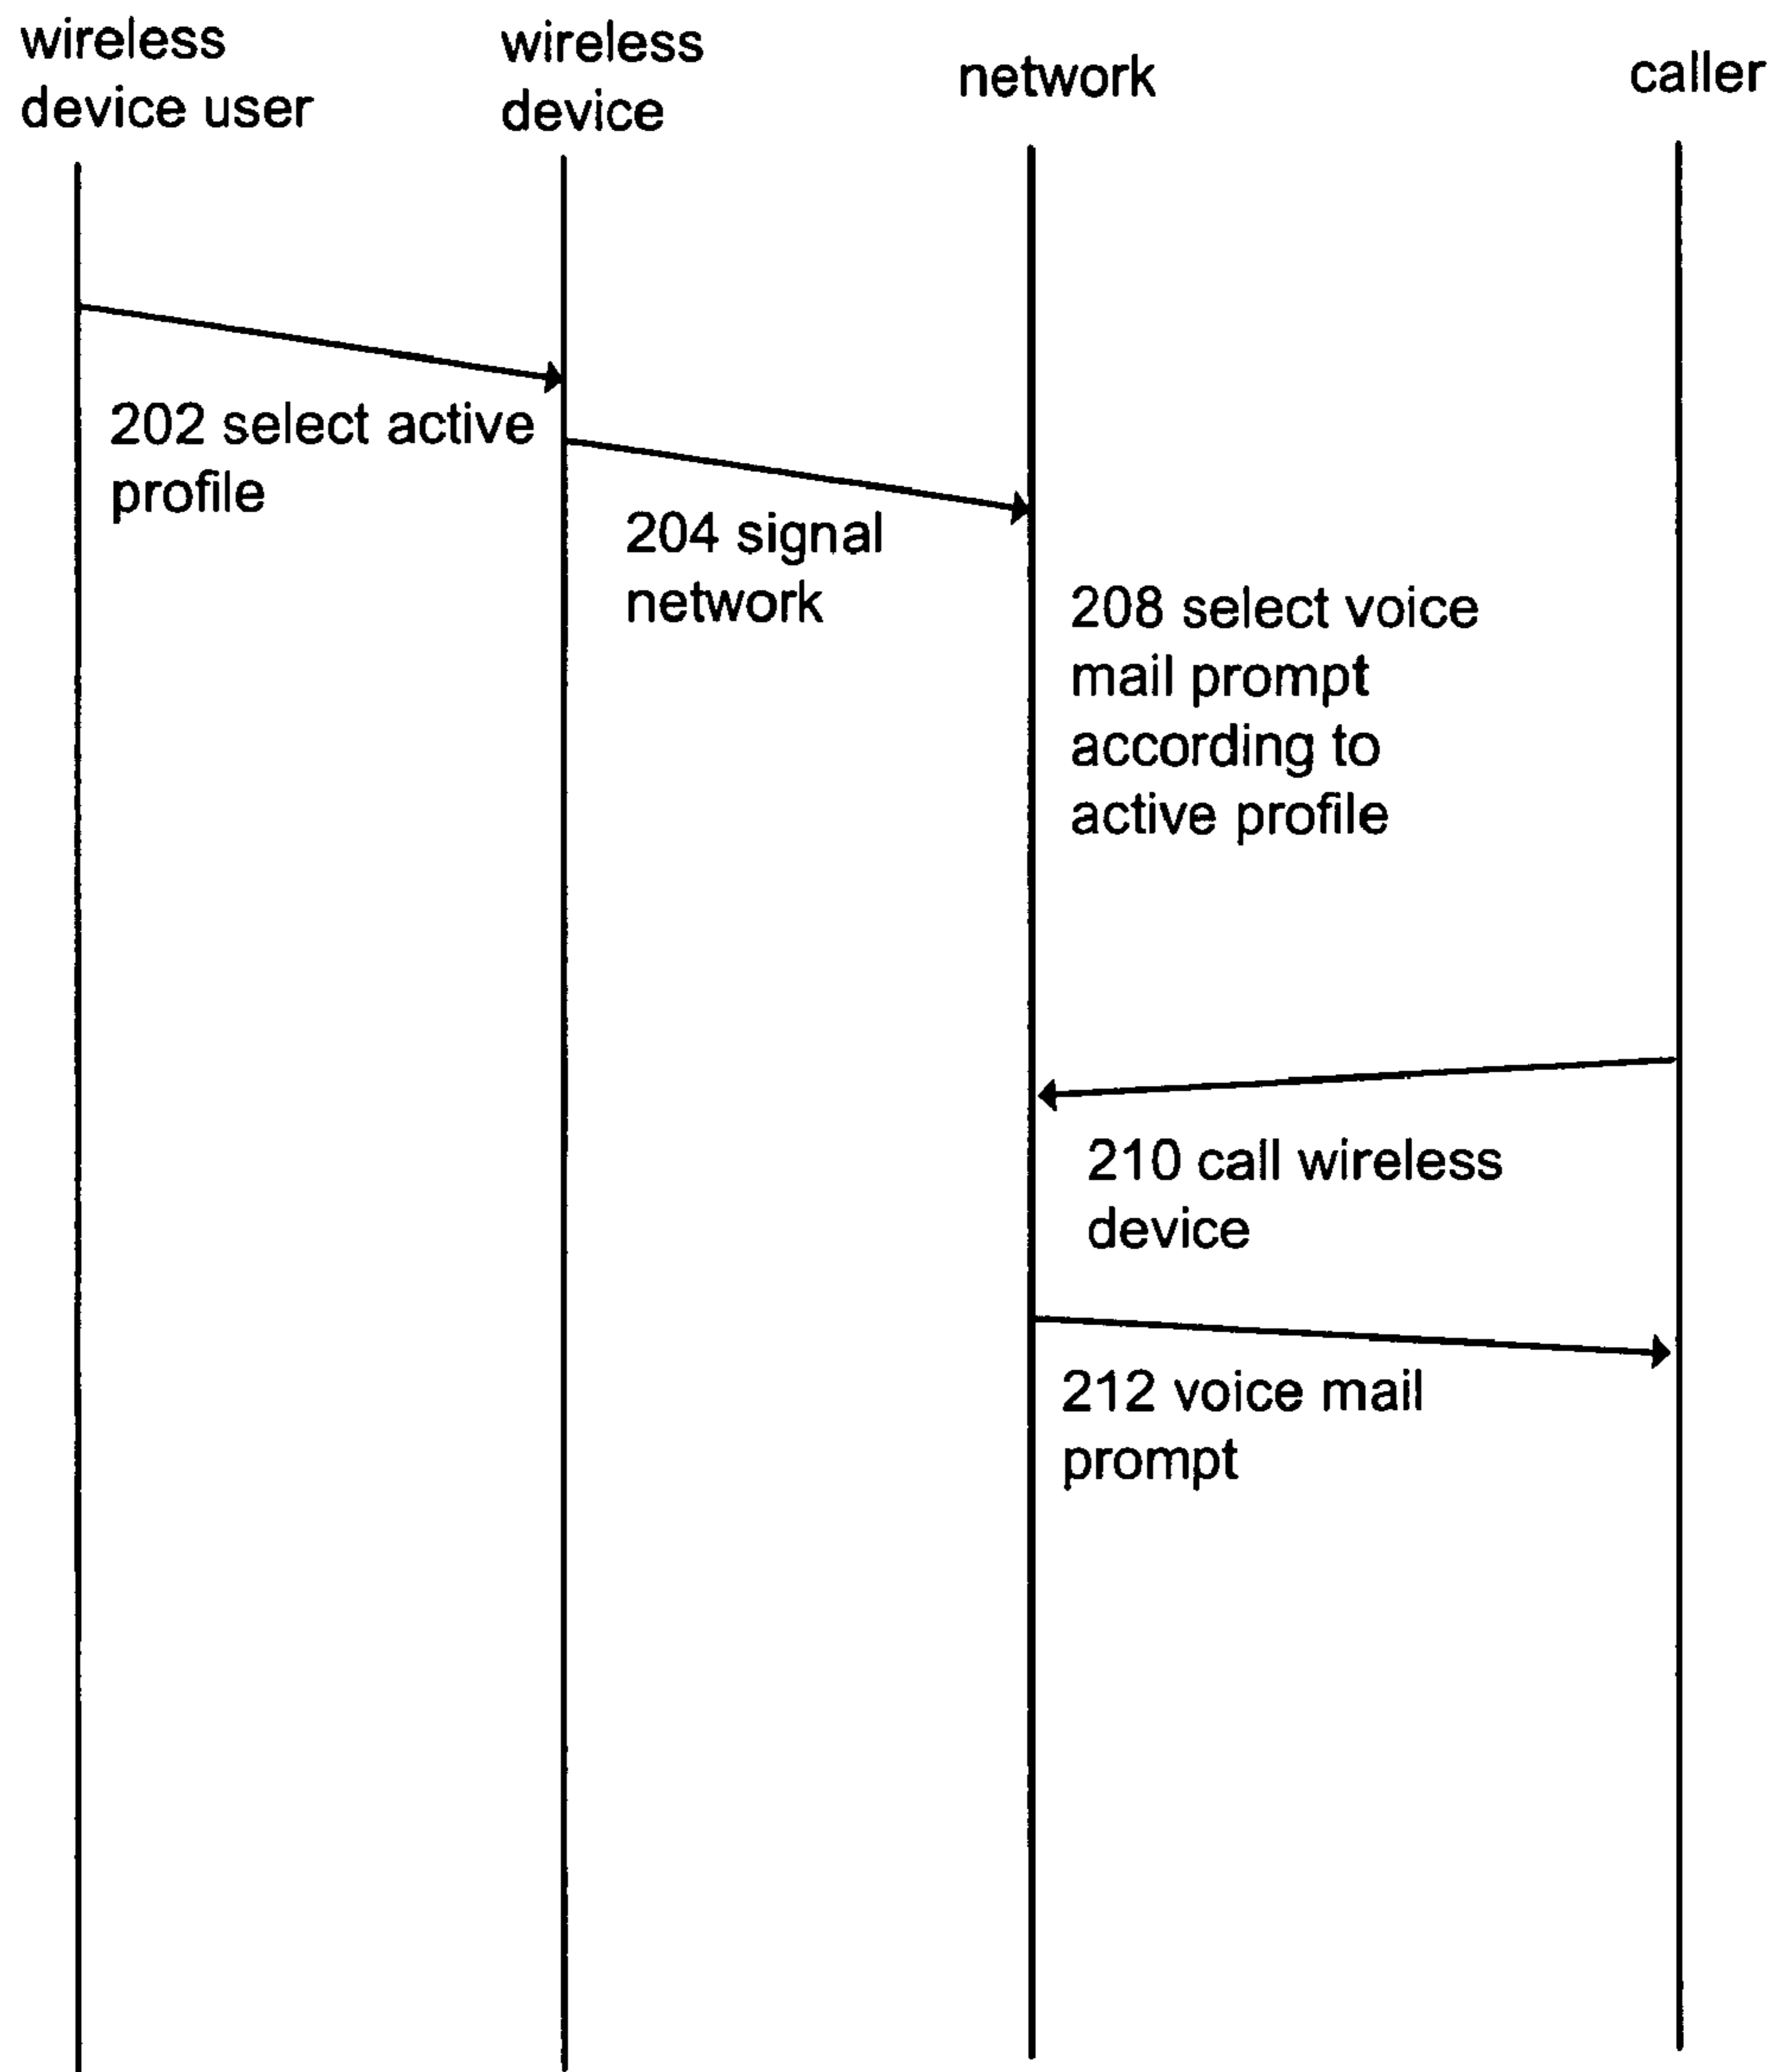 wireless
device user
wireless
device
network
caller
202 select active
profile
204 signal
network
208 select voice
mail prompt
according to
active profile
210 call wireless
device
212 voice mail
prompt